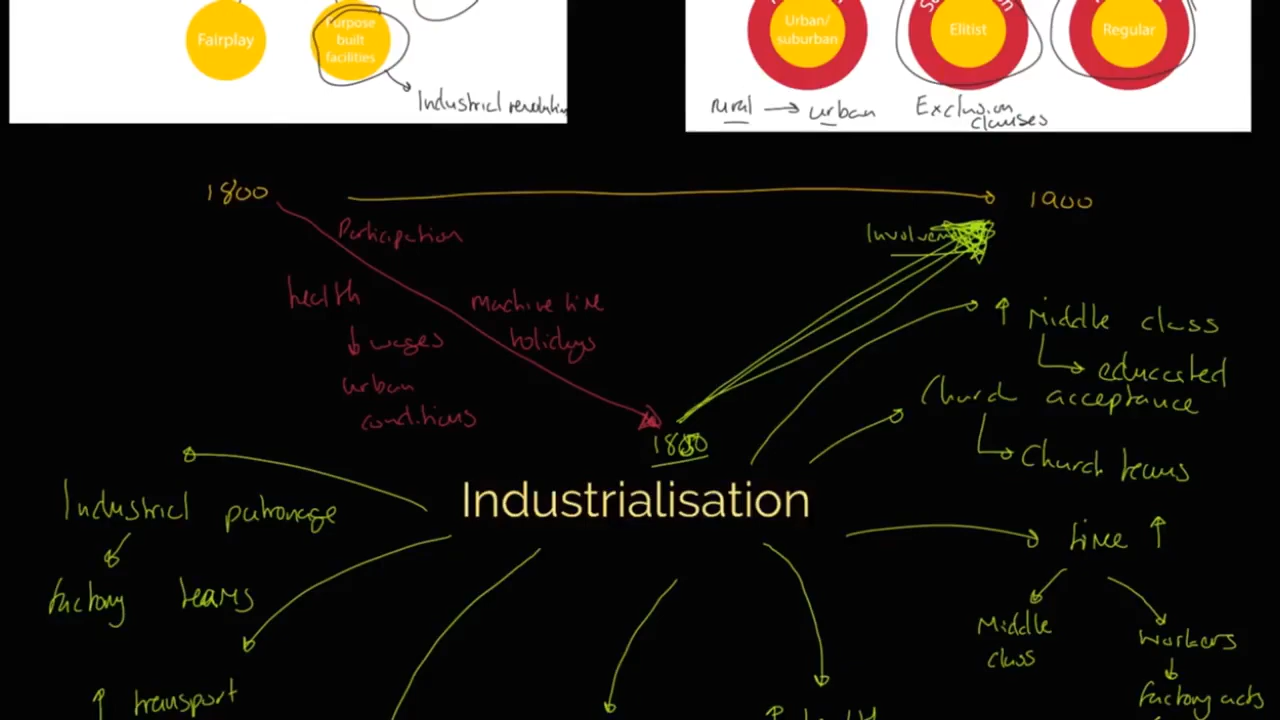 Fairplay
Purpose
built
facilities
Industrial
Urban/
suburban
Elitist
Regular
rural
urban
Exclusion
clauses
1800
1900
Participation
health
↓ wages
urban
conditions
Machine time
holidays
1850
↑ Middle class
educated
Church acceptance
Church teams
Industrialisation
Industrial patronage
factory teams
↑ transport
time ↑
Middle
class
Workers
factory acts